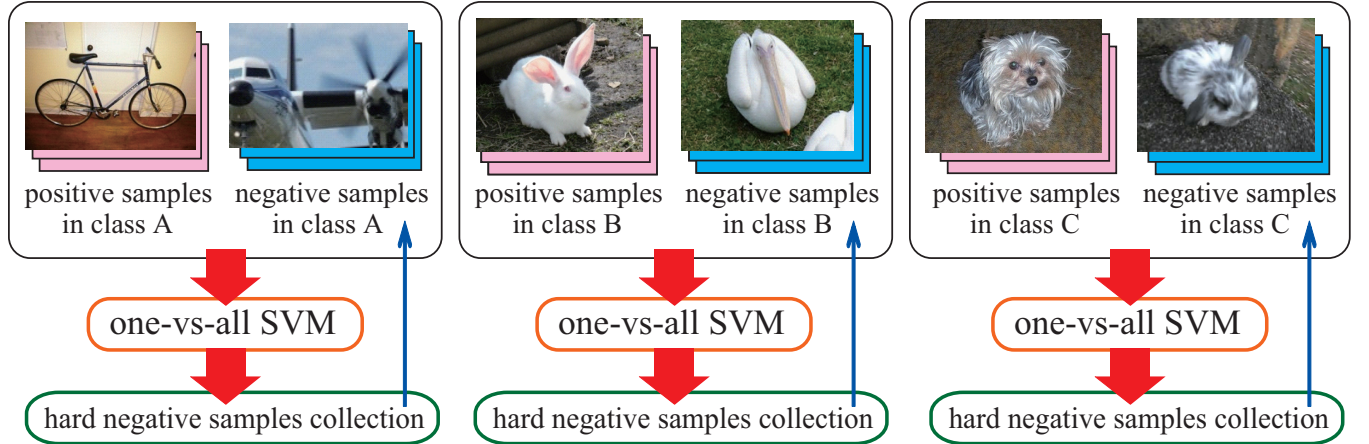 positive samples
in class A
negative samples
in class A
one-vs-all SVM
hard negative samples collection
positive samples
in class B
negative samples
in class B
one-vs-all SVM
hard negative samples collection
positive samples
in class C
negative samples
in class C
one-vs-all SVM
hard negative samples collection